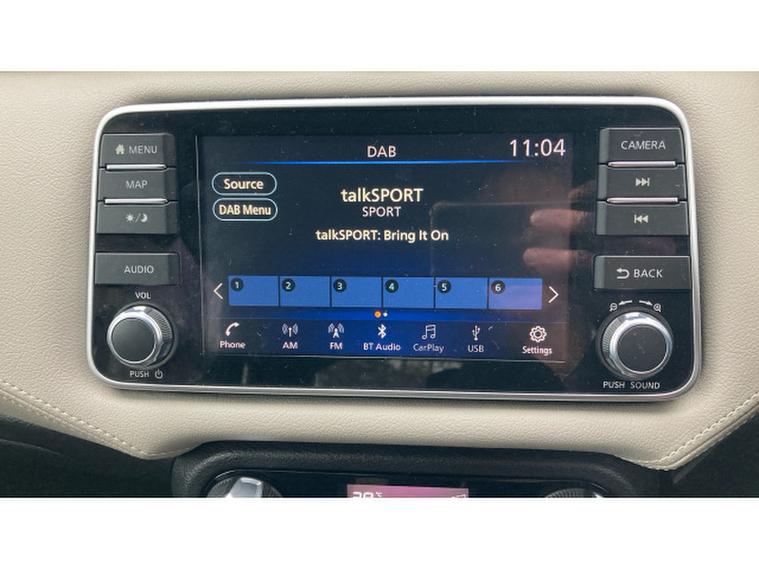 MENU
MAP
AUDIO
VOL
PUSH
DAB
11:04
Source
DAB Menu
talkSPORT
SPORT
talkSPORT: Bring It On
1 2 3 4 5 6
Phone AM FM BT Audio CarPlay USB Settings
CAMERA
BACK
PUSH SOUND